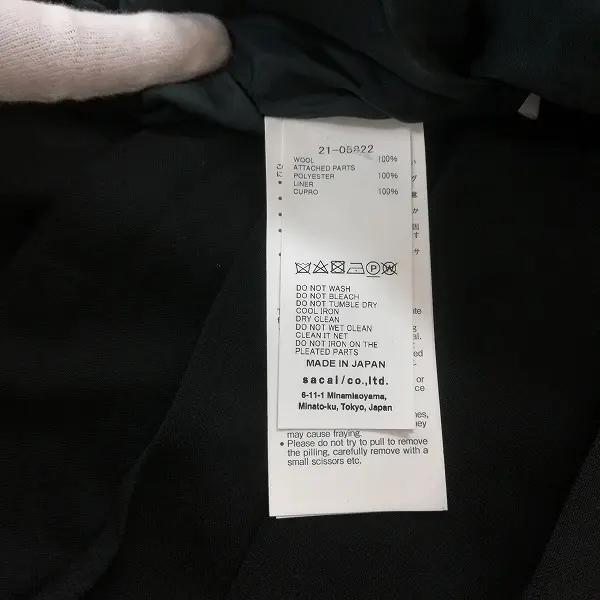 21-05822
WOOL 100%
ATTACHED PARTS
POLYESTER 100%
LINER
CUPRO 100%
DO NOT WASH
DO NOT BLEACH
DO NOT TUMBLE DRY
COOL IRON
DRY CLEAN
DO NOT WET CLEAN
CLEAN IT NET
DO NOT IRON ON THE
PLEATED PARTS
MADE IN JAPAN
sacai/co.,ltd.
6-11-1 Minamiaoyama,
Minato-ku, Tokyo, Japan
may cause fraying.
• Please do not try to pull to remove
the pilling, carefully remove with a
small scissors etc.